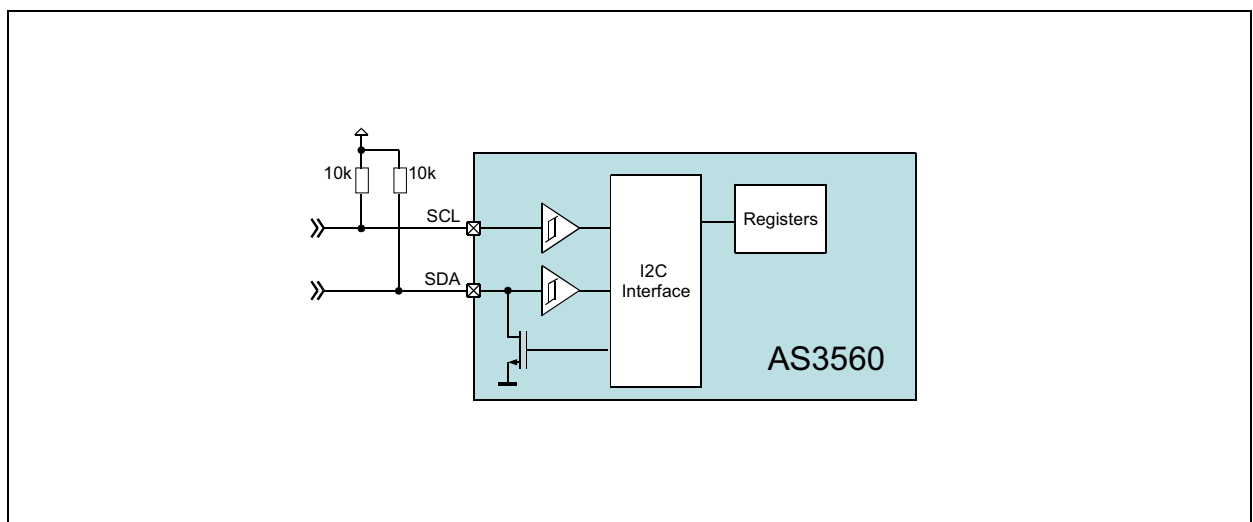 10k
10k
SCL
SDA
I2C
Interface
Registers
AS3560